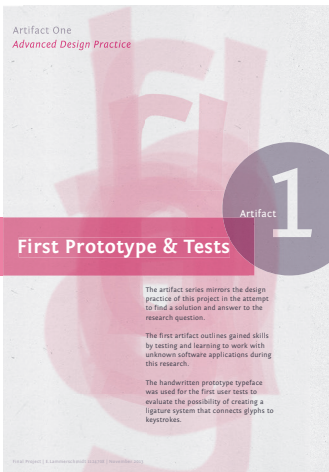 Artifact One
Advanced Design Practice
Artifact
1
First Prototype & Tests
The artifact series mirrors the design
practice of this project in the attempt
to find a solution and answer to the
research question.
The first artifact outlines gained skills
by testing and learning to work with
unknown software applications during
this research.
The handwritten prototype typeface
was used for the first user tests to
evaluate the possibility of creating a
ligature system that connects glyphs to
keystrokes.